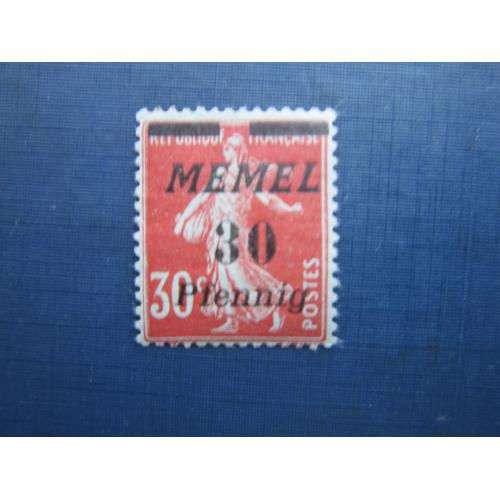 REPUBLIQUE FRANÇAISE
MEMEL
30
30c Pfennig
POSTES